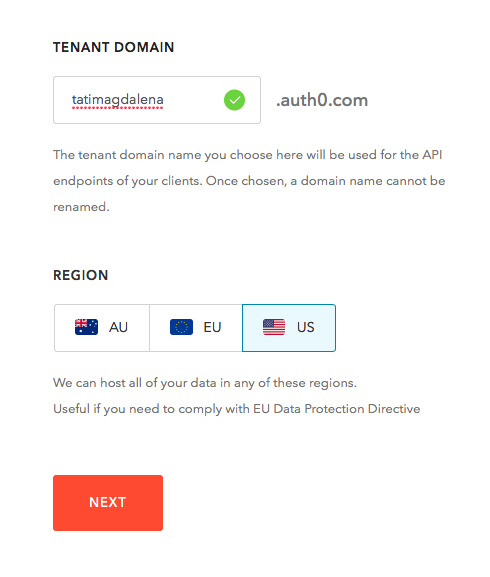 TENANT DOMAIN
tatimagdalena .auth0.com
The tenant domain name you choose here will be used for the API
endpoints of your clients. Once chosen, a domain name cannot be
renamed.
REGION
AU EU US
We can host all of your data in any of these regions.
Useful if you need to comply with EU Data Protection Directive
NEXT